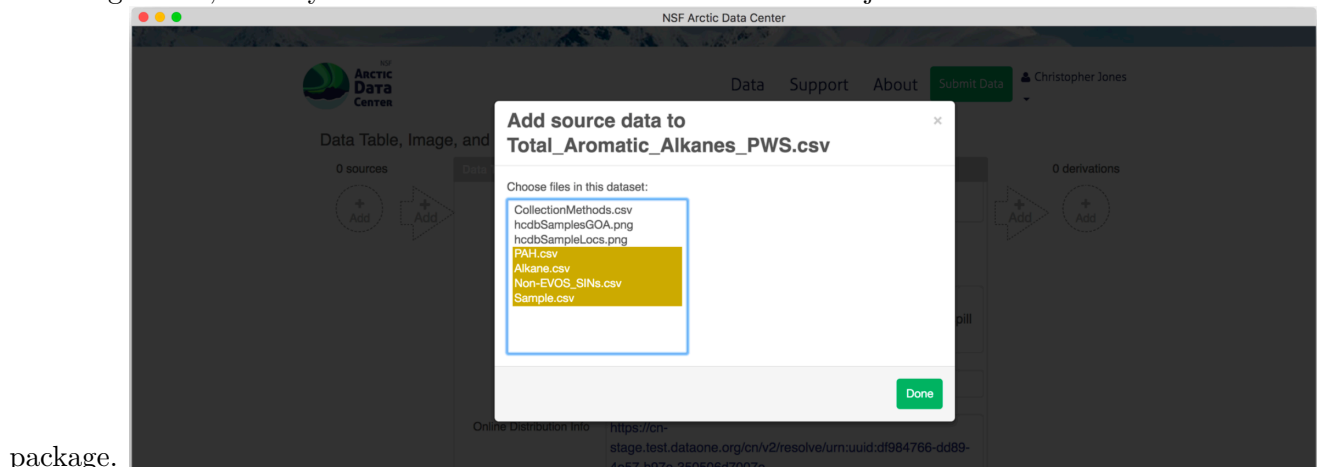 NSF Arctic Data Center
NSF
ARCTIC
DATA
CENTER
Data Support About Submit Data Christopher Jones
Add source data to
Total_Aromatic_Alkanes_PWS.csv
×
Data Table, Image, and
0 sources
Data
0 derivations
Add
Add
Add
Add
Choose files in this dataset:
CollectionMethods.csv
hcdbSamplesGOA.png
hcdbSampleLocs.png
PAH.csv
Alkane.csv
Non-EVOS_SINs.csv
Sample.csv
pill
Done
Online Distribution Info
https://cn-
stage.test.dataone.org/cn/v2/resolve/urn:uuid:df984766-dd89-
package.